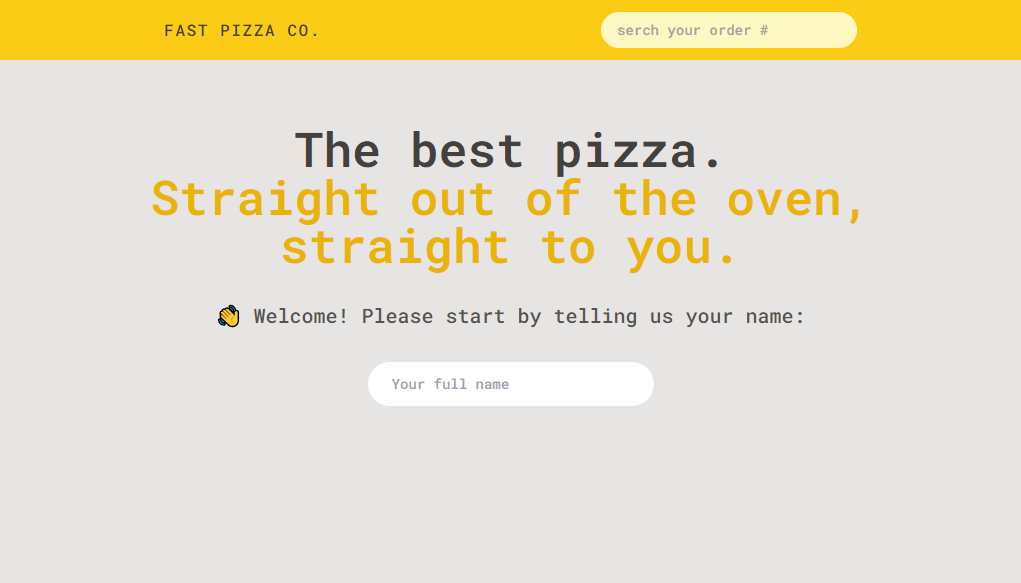 FAST PIZZA CO.
serch your order #
The best pizza.
Straight out of the oven,
straight to you.
👋 Welcome! Please start by telling us your name:
Your full name